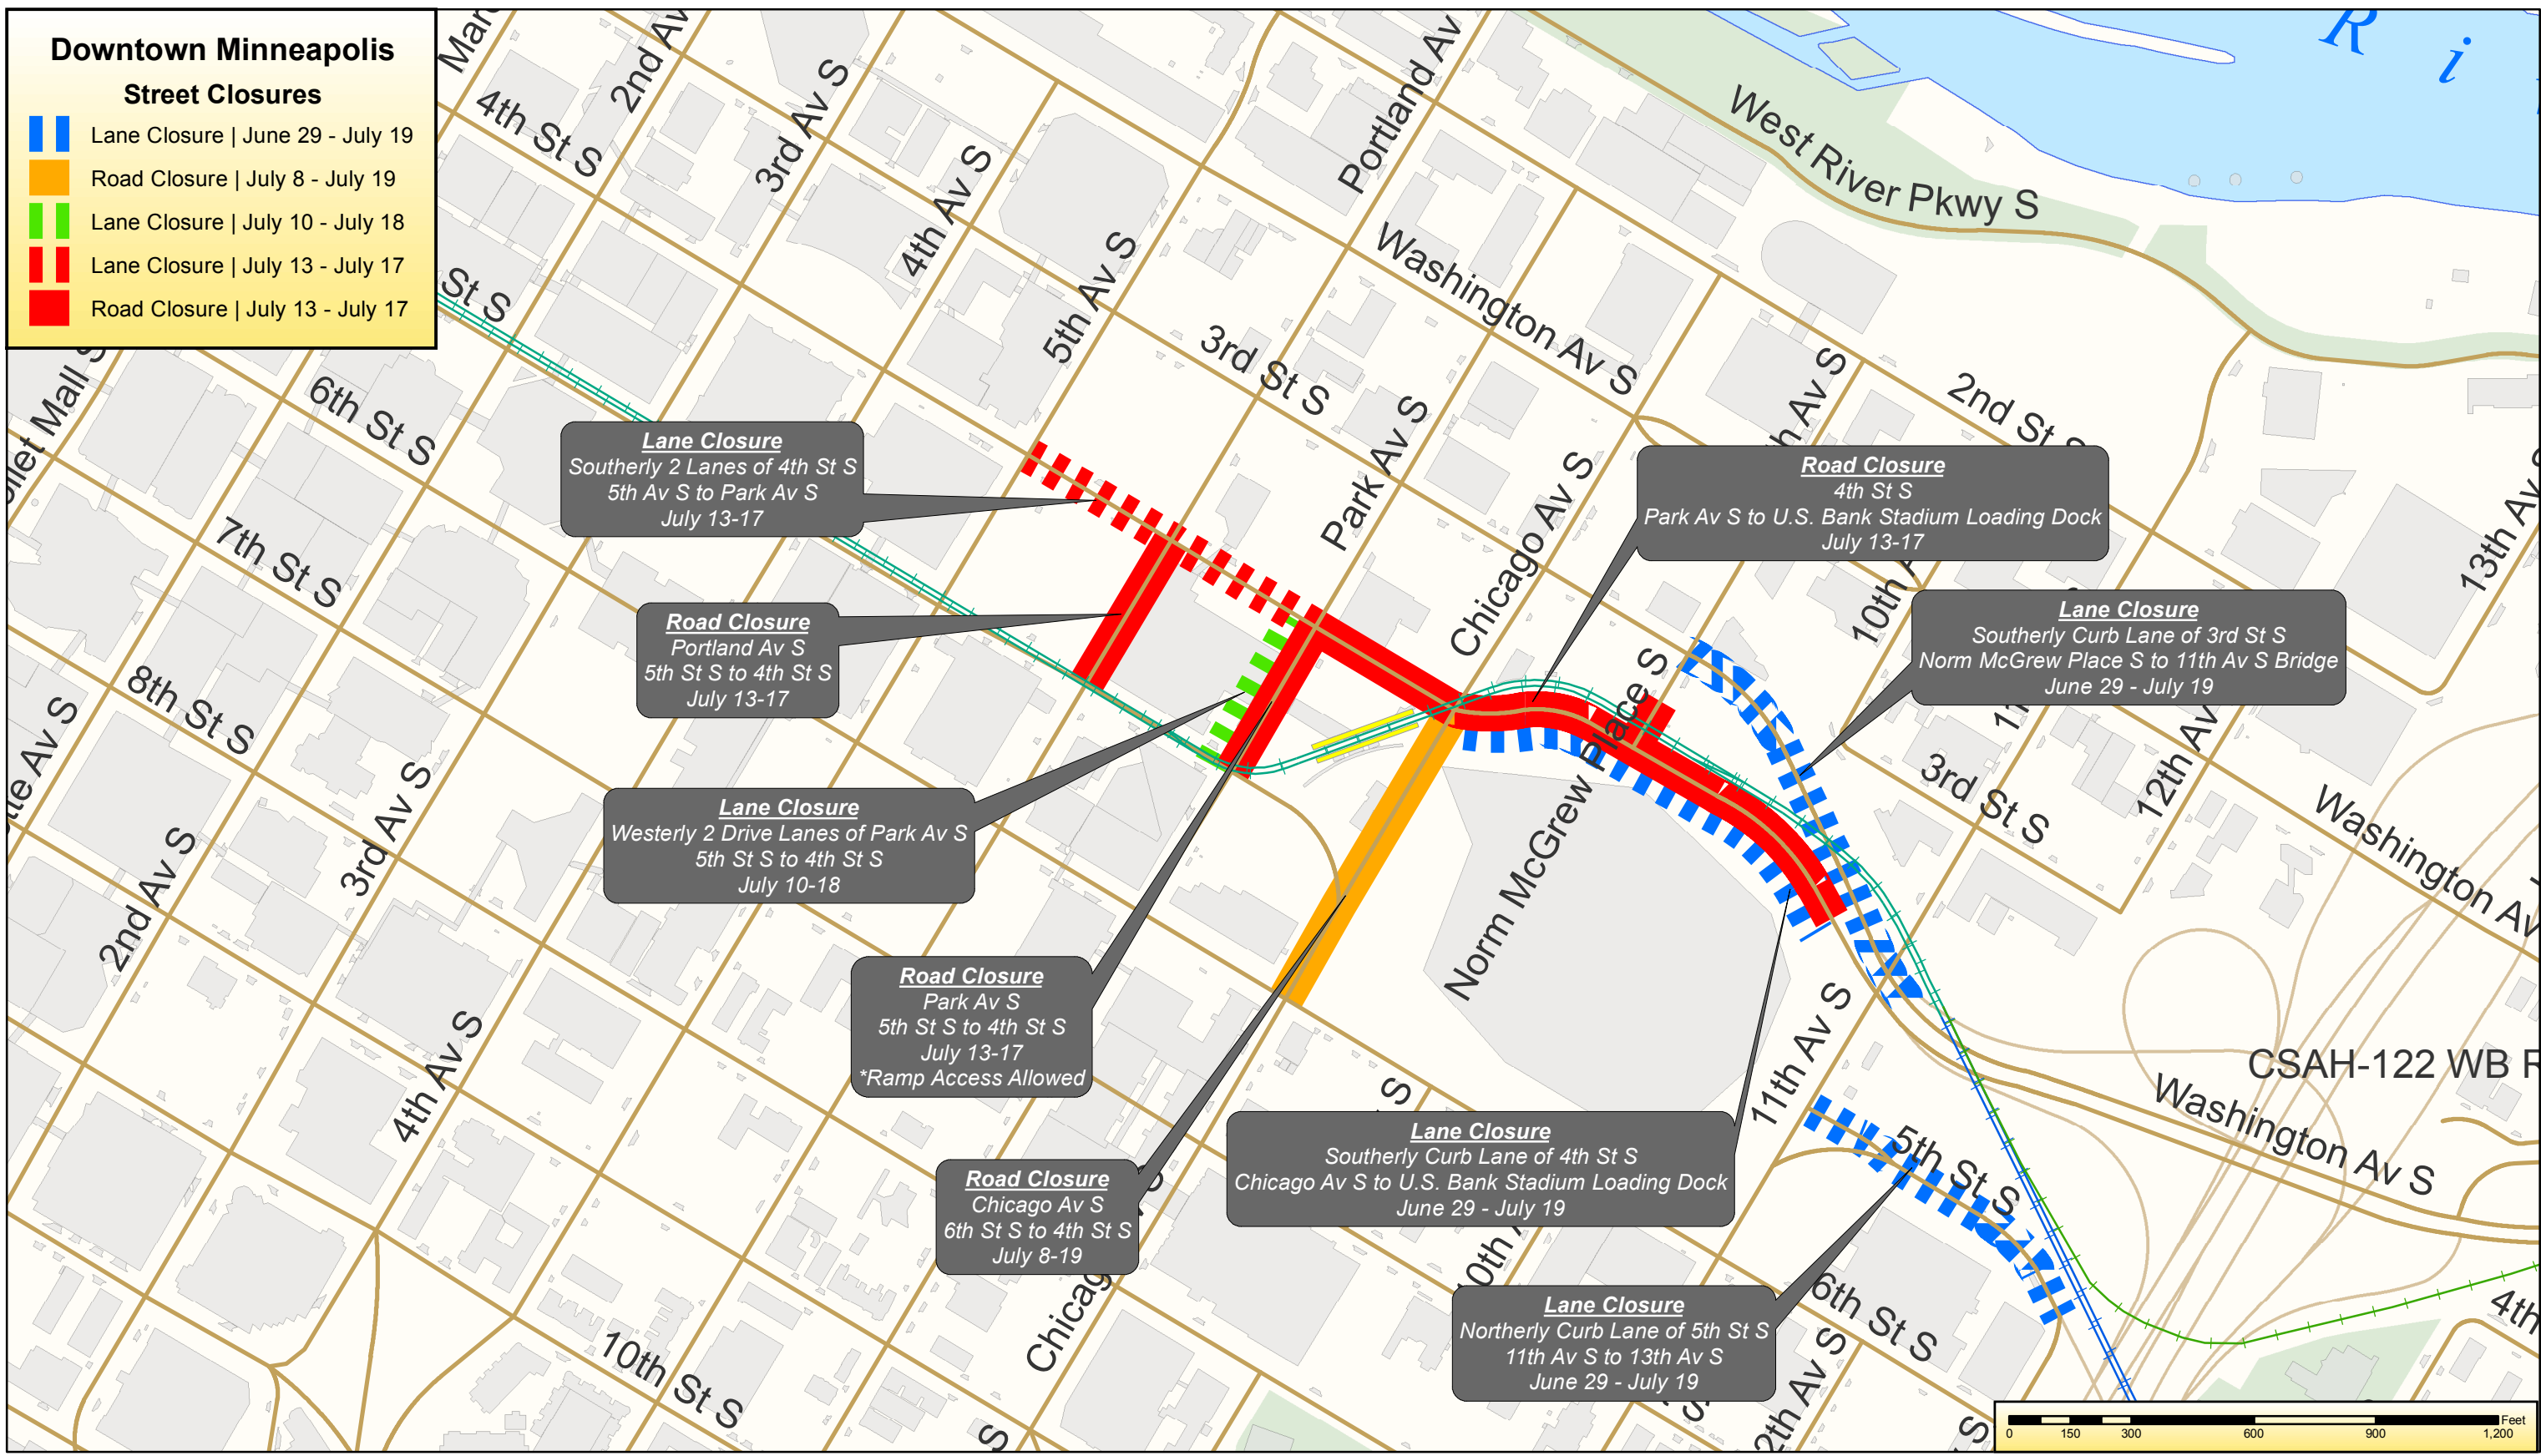 Downtown Minneapolis
Street Closures
Lane Closure | June 29 - July 19
Road Closure | July 8 - July 19
Lane Closure | July 10 - July 18
Lane Closure | July 13 - July 17
Road Closure | July 13 - July 17
R i
2nd Av
4th St S
3rd Av S
4th Av S
5th Av S
Portland Av
West River Pkwy S
Washington Av S
3rd St S
Park Av S
Chicago Av S
2nd St S
13th Av S
St S
6th St S
7th St S
8th St S
2nd Av S
3rd Av S
4th Av S
10th St S
Lane Closure
Southerly 2 Lanes of 4th St S
5th Av S to Park Av S
July 13-17
Road Closure
4th St S
Park Av S to U.S. Bank Stadium Loading Dock
July 13-17
Road Closure
Portland Av S
5th St S to 4th St S
July 13-17
Lane Closure
Southerly Curb Lane of 3rd St S
Norm McGrew Place S to 11th Av S Bridge
June 29 - July 19
Lane Closure
Westerly 2 Drive Lanes of Park Av S
5th St S to 4th St S
July 10-18
Road Closure
Park Av S
5th St S to 4th St S
July 13-17
*Ramp Access Allowed
Road Closure
Chicago Av S
6th St S to 4th St S
July 8-19
Lane Closure
Southerly Curb Lane of 4th St S
Chicago Av S to U.S. Bank Stadium Loading Dock
June 29 - July 19
Lane Closure
Northerly Curb Lane of 5th St S
11th Av S to 13th Av S
June 29 - July 19
Norm McGrew Place S
10th A
12th Av
3rd St S
Washington Av
11th Av S
CSAH-122 WB R
Washington Av S
5th St S
6th St S
4th
Chicag
0 150 300 600 900 1,200
Feet